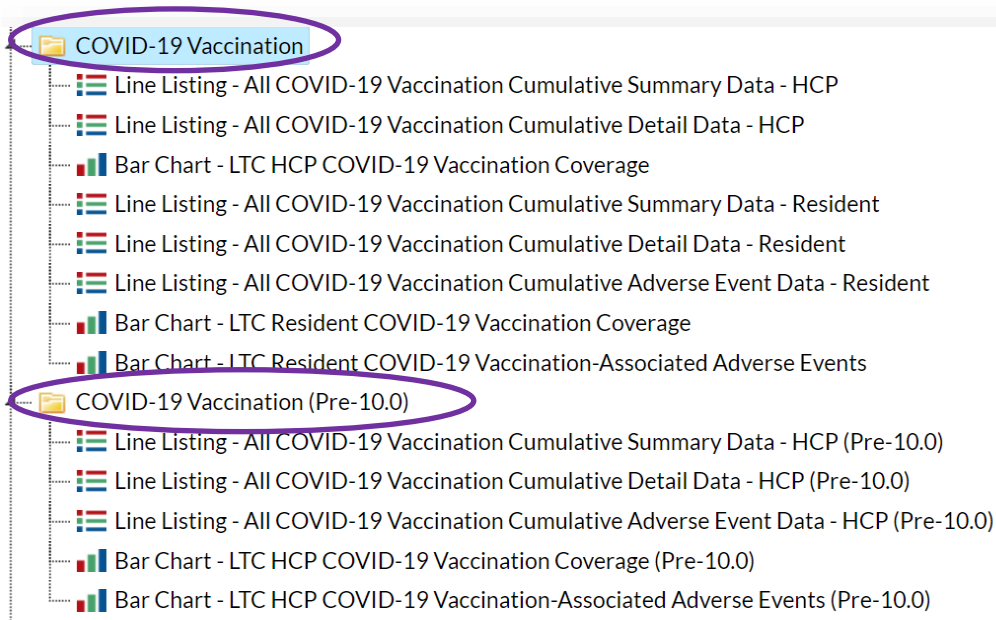 COVID-19 Vaccination
Line Listing - All COVID-19 Vaccination Cumulative Summary Data - HCP
Line Listing - All COVID-19 Vaccination Cumulative Detail Data - HCP
Bar Chart - LTC HCP COVID-19 Vaccination Coverage
Line Listing - All COVID-19 Vaccination Cumulative Summary Data - Resident
Line Listing - All COVID-19 Vaccination Cumulative Detail Data - Resident
Line Listing - All COVID-19 Vaccination Cumulative Adverse Event Data - Resident
Bar Chart - LTC Resident COVID-19 Vaccination Coverage
Bar Chart - LTC Resident COVID-19 Vaccination-Associated Adverse Events
COVID-19 Vaccination (Pre-10.0)
Line Listing - All COVID-19 Vaccination Cumulative Summary Data - HCP (Pre-10.0)
Line Listing - All COVID-19 Vaccination Cumulative Detail Data - HCP (Pre-10.0)
Line Listing - All COVID-19 Vaccination Cumulative Adverse Event Data - HCP (Pre-10.0)
Bar Chart - LTC HCP COVID-19 Vaccination Coverage (Pre-10.0)
Bar Chart - LTC HCP COVID-19 Vaccination-Associated Adverse Events (Pre-10.0)